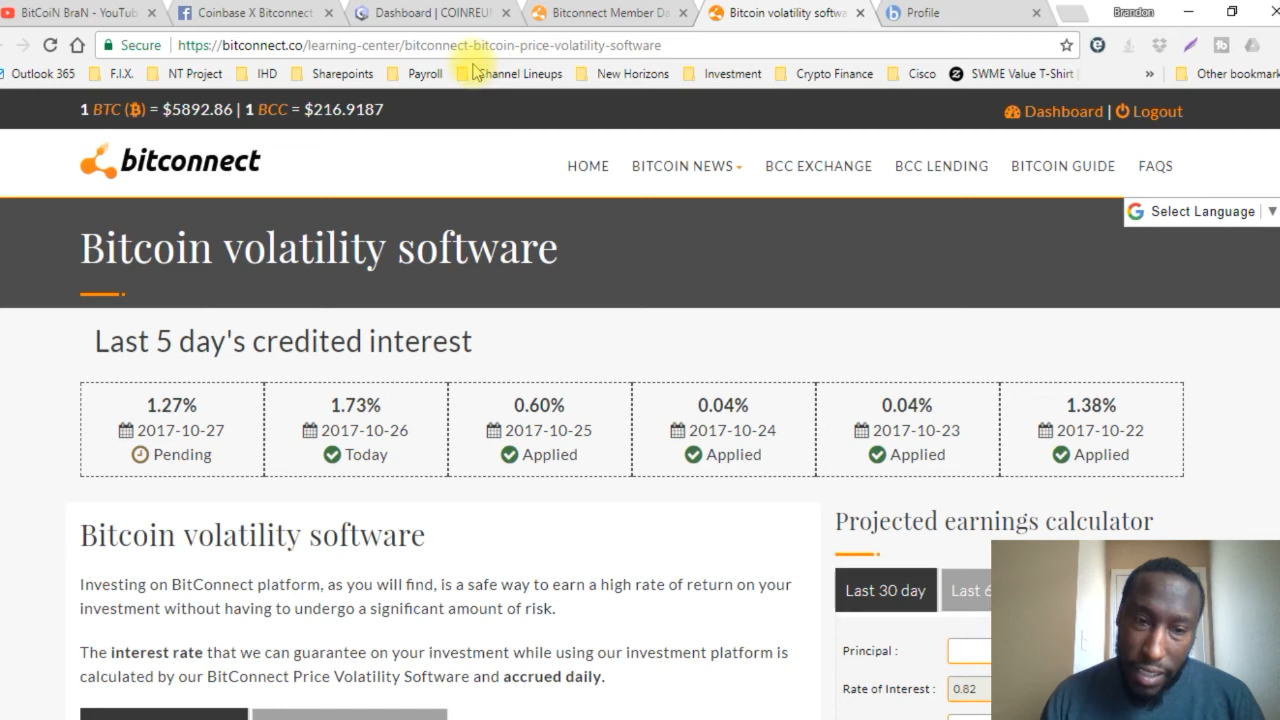 BitCoiN BraN - YouTub
Coinbase X Bitconnect
Dashboard | COINREU
Bitconnect Member Da
Bitcoin volatility softwa
Profile
Brandon
Secure
https://bitconnect.co/learning-center/bitconnect-bitcoin-price-volatility-software
Outlook 365
F.I.X.
NT Project
IHD
Sharepoints
Payroll
Channel Lineups
New Horizons
Investment
Crypto Finance
Cisco
SWME Value T-Shirt
»
Other bookmark
1 BTC (₿) = $5892.86 | 1 BCC = $216.9187
Dashboard | Logout
bitconnect
HOME
BITCOIN NEWS
BCC EXCHANGE
BCC LENDING
BITCOIN GUIDE
FAQS
Select Language
Bitcoin volatility software
Last 5 day's credited interest
1.27%
2017-10-27
Pending
1.73%
2017-10-26
Today
0.60%
2017-10-25
Applied
0.04%
2017-10-24
Applied
0.04%
2017-10-23
Applied
1.38%
2017-10-22
Applied
Bitcoin volatility software
Investing on BitConnect platform, as you will find, is a safe way to earn a high rate of return on your
investment without having to undergo a significant amount of risk.
The interest rate that we can guarantee on your investment while using our investment platform is
calculated by our BitConnect Price Volatility Software and accrued daily.
Projected earnings calculator
Last 30 day
Last 6
Principal :
Rate of Interest :
0.82